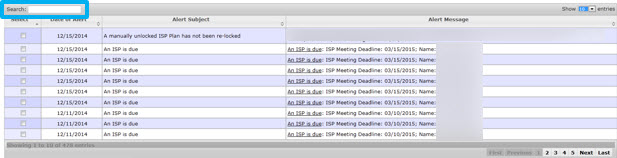 Search: Show 10 entries
Select Date of Alert Alert Subject Alert Message
12/15/2014 A manually unlocked ISP Plan has not been re-locked
12/15/2014 An ISP is due An ISP is due: ISP Meeting Deadline: 03/15/2015; Name:
12/15/2014 An ISP is due An ISP is due: ISP Meeting Deadline: 03/15/2015; Name:
12/15/2014 An ISP is due An ISP is due: ISP Meeting Deadline: 03/15/2015; Name:
12/15/2014 An ISP is due An ISP is due: ISP Meeting Deadline: 03/15/2015; Name:
12/15/2014 An ISP is due An ISP is due: ISP Meeting Deadline: 03/15/2015; Name:
12/15/2014 An ISP is due An ISP is due: ISP Meeting Deadline: 03/15/2015; Name:
12/11/2014 An ISP is due An ISP is due: ISP Meeting Deadline: 03/10/2015; Name:
12/11/2014 An ISP is due An ISP is due: ISP Meeting Deadline: 03/10/2015; Name:
12/11/2014 An ISP is due An ISP is due: ISP Meeting Deadline: 03/10/2015; Name:
Showing 1 to 10 of 428 entries
First Previous 1 2 3 4 5 Next Last